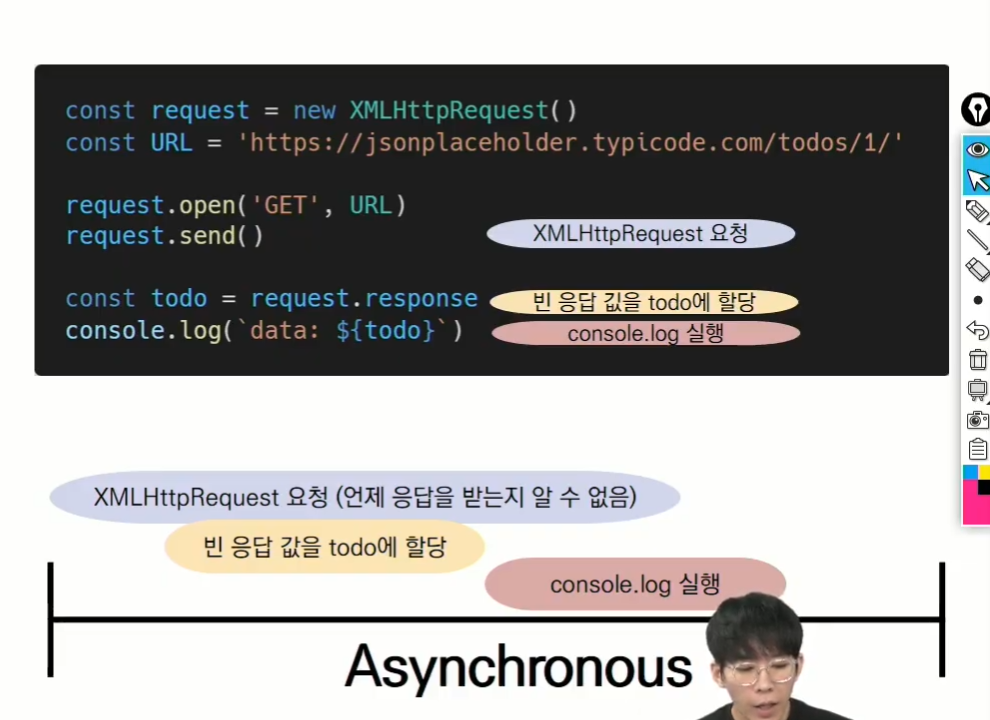 const request = new XMLHttpRequest()
const URL = 'https://jsonplaceholder.typicode.com/todos/1/'
request.open('GET', URL)
request.send()
XMLHttpRequest 요청
const todo = request.response
빈 응답 값을 todo에 할당
console.log(`data: ${todo}`)
console.log 실행
XMLHttpRequest 요청 (언제 응답을 받는지 알 수 없음)
빈 응답 값을 todo에 할당
console.log 실행
Asynchronous